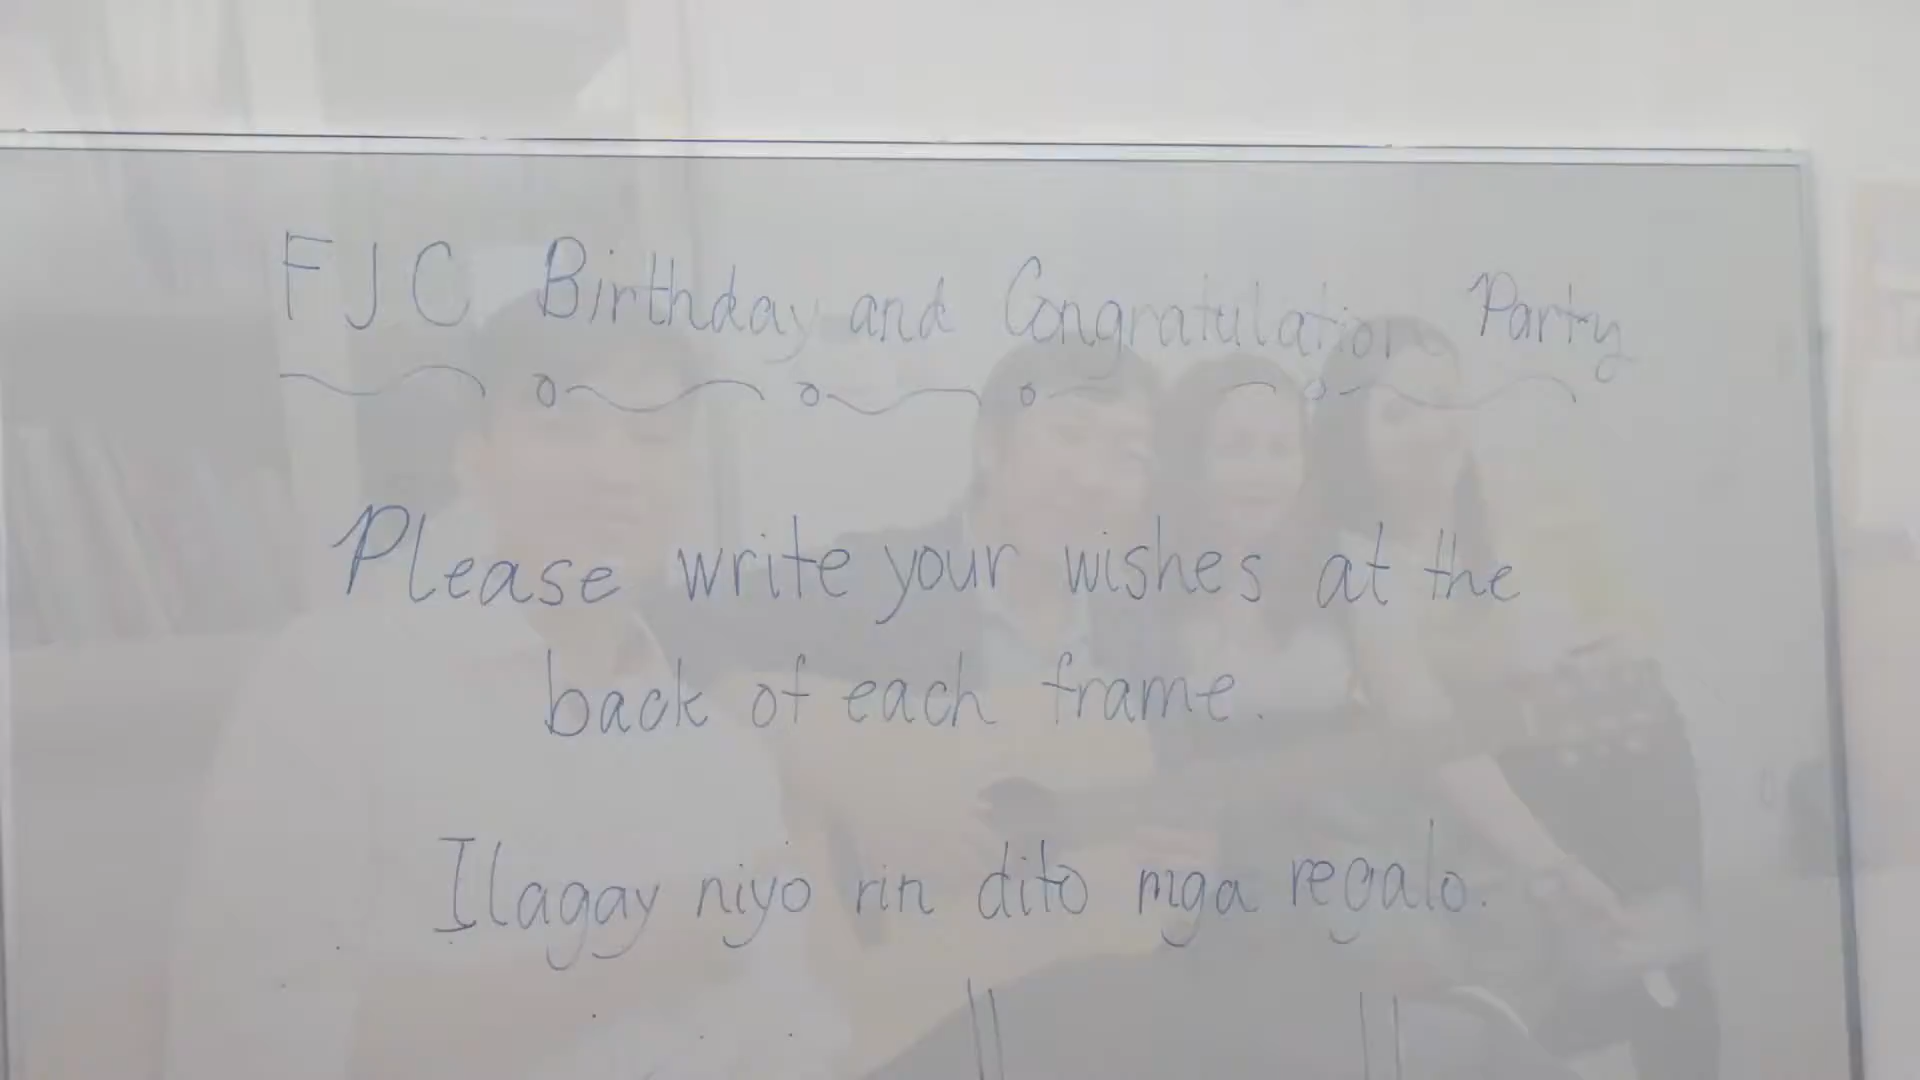 FJC Birthday and Congratulation Party
Please write your wishes at the
back of each frame.
Ilagay niyo rin dito mga regalo.